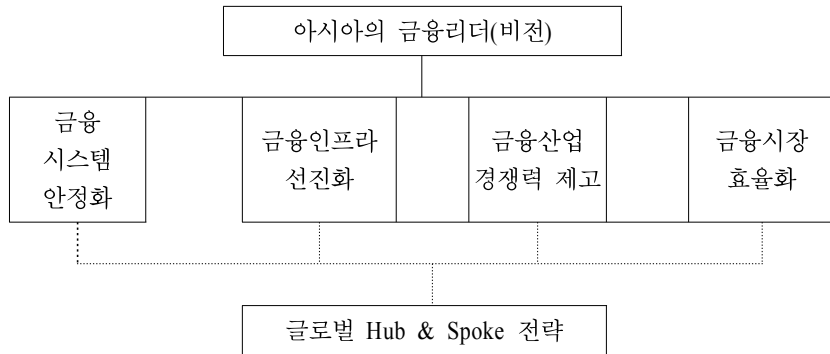 아시아의 금융리더(비전)
금융
시스템
안정화
금융인프라
선진화
금융산업
경쟁력 제고
금융시장
효율화
글로벌 Hub & Spoke 전략